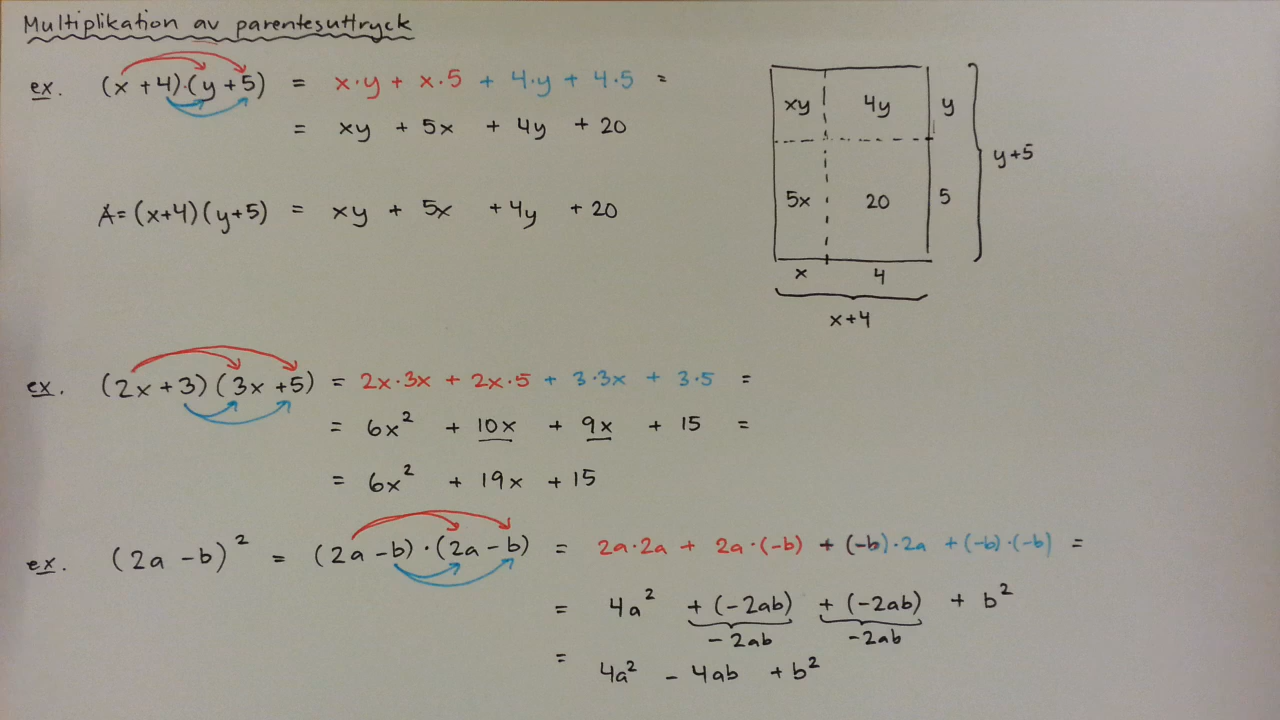 Multiplikation av parentesuttryck
ex. (x+4)·(y+5) = x·y + x·5 + 4·y + 4·5 =
= xy + 5x + 4y + 20
A=(x+4)(y+5) = xy + 5x + 4y + 20
xy 4y y
y+5
5x 20 5
x 4
x+4
ex. (2x+3)(3x+5) = 2x·3x + 2x·5 + 3·3x + 3·5 =
= 6x² + 10x + 9x + 15 =
= 6x² + 19x + 15
ex. (2a-b)² = (2a-b)·(2a-b) = 2a·2a + 2a·(-b) + (-b)·2a + (-b)·(-b) =
= 4a² + (-2ab) + (-2ab) + b²
-2ab -2ab
= 4a² - 4ab + b²